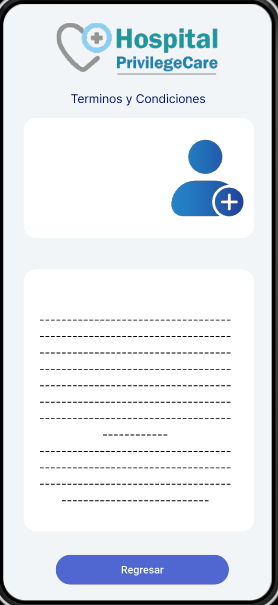 Hospital
PrivilegeCare
Terminos y Condiciones
Regresar